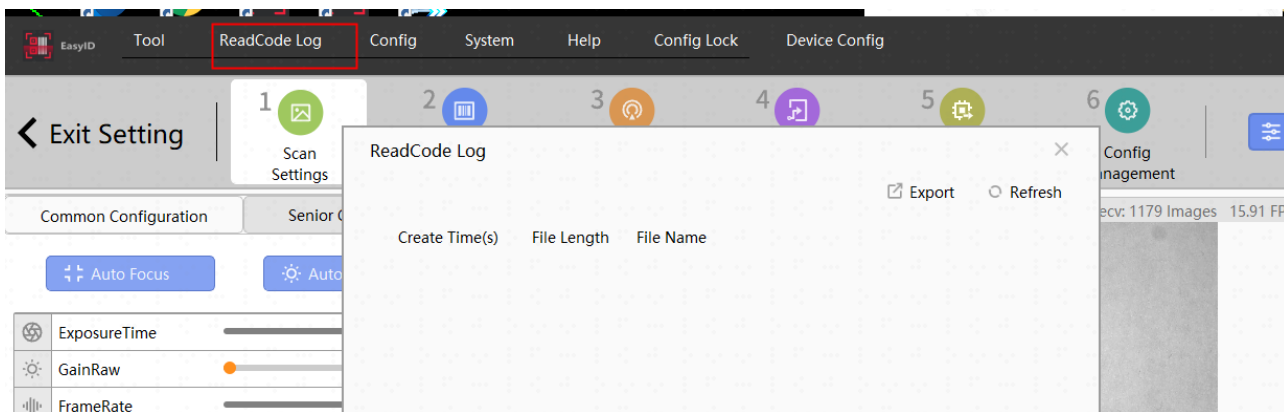 EasyID Tool ReadCode Log Config System Help Config Lock Device Config
Exit Setting
1 2 3 4 5 6
Scan
Settings
Config
nagement
ReadCode Log
Export Refresh
Create Time(s) File Length File Name
Common Configuration Senior
ecv: 1179 Images 15.91
Auto Focus Auto
ExposureTime
GainRaw
FrameRate